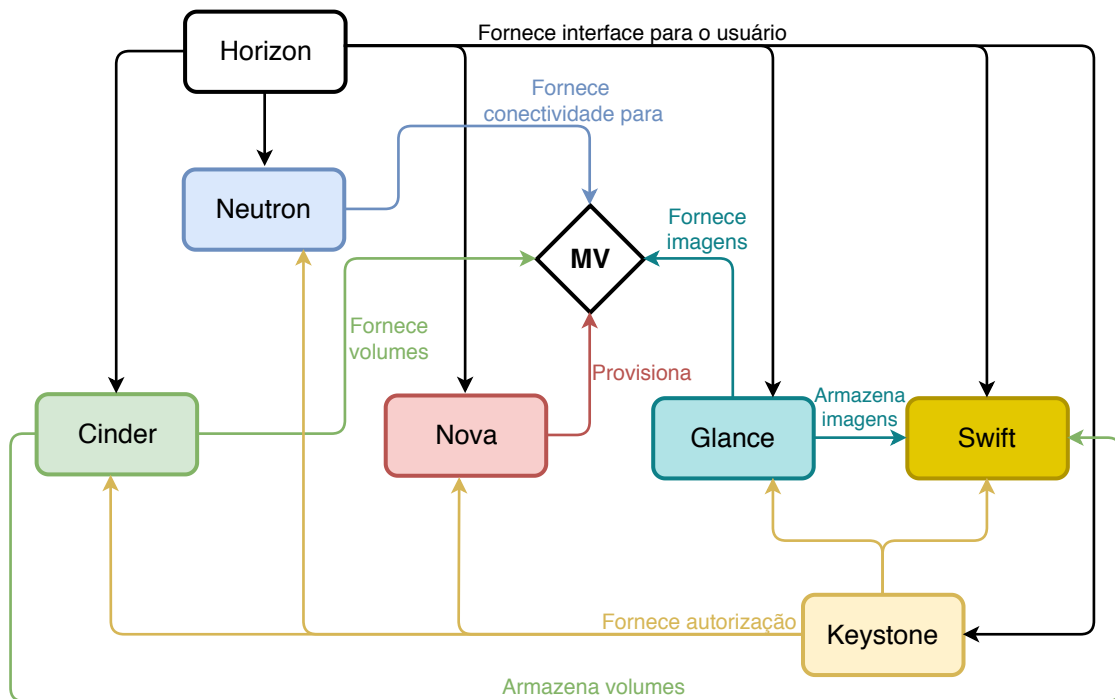 Fornece interface para o usuário
Horizon
Fornece
conectividade para
Neutron
Fornece
imagens
MV
Fornece
volumes
Provisiona
Armazena
imagens
Cinder
Nova
Glance
Swift
Fornece autorização
Keystone
Armazena volumes